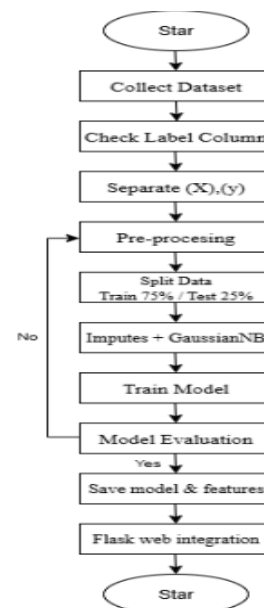 Star
Collect Dataset
Check Label Column
Separate (X),(y)
Pre-procesing
Split Data
Train 75% / Test 25%
No
Imputes + GaussianNB
Train Model
Model Evaluation
Yes
Save model & features
Flask web integration
Star